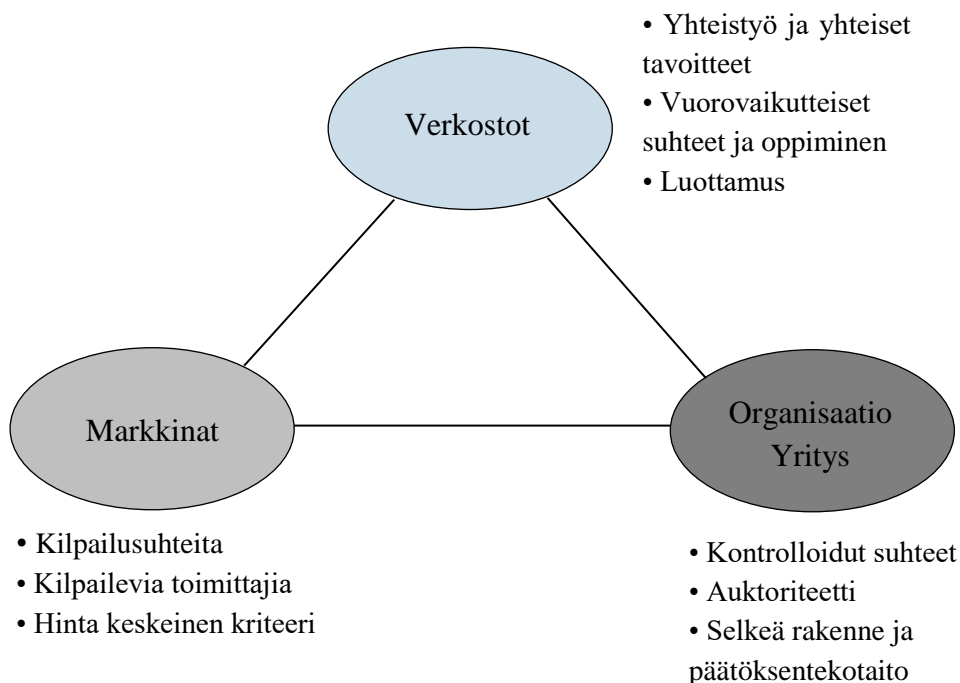 • Yhteistyö ja yhteiset
tavoitteet
• Vuorovaikutteiset
suhteet ja oppiminen
• Luottamus
Verkostot
Markkinat
• Kilpailusuhteita
• Kilpailevia toimittajia
• Hinta keskeinen kriteeri
Organisaatio
Yritys
• Kontrolloidut suhteet
• Auktoriteetti
• Selkeä rakenne ja
päätöksentekotaito